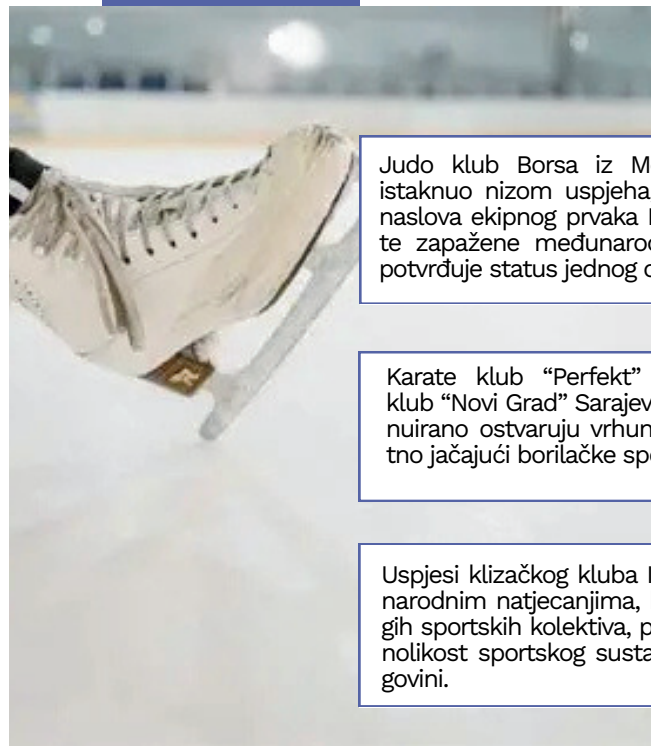 Judo klub Borsa iz M
istaknuo nizom uspjeha
naslova ekipnog prvaka
te zapažene međunaro
potvrđuje status jednog
Karate klub “Perfekt”
klub “Novi Grad” Sarajev
nuirano ostvaruju vrhun
tno jačajući borilačke sp
Uspjesi klizačkog kluba
narodnim natjecanjima,
gih sportskih kolektiva, p
nolikost sportskog susta
govini.